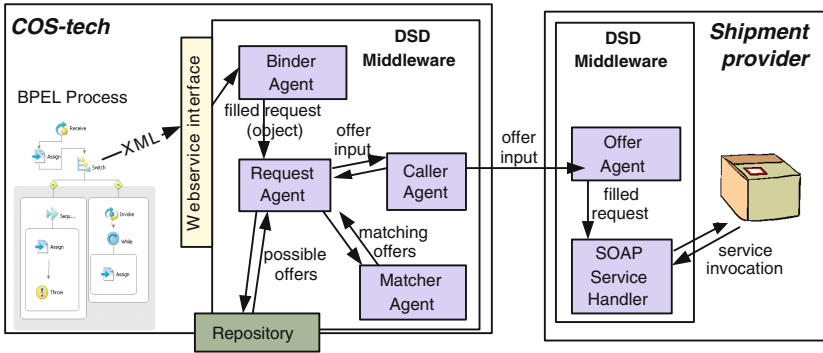 COS-tech
BPEL Process
Receive
Assign
Switch
Sequ...
Assign
Throw
Invoke
While
Assign
XML
Webservice interface
DSD
Middleware
Binder
Agent
filled request
(object)
Request
Agent
offer
input
Caller
Agent
possible
offers
matching
offers
Matcher
Agent
Repository
offer
input
Shipment
provider
DSD
Middleware
Offer
Agent
filled
request
SOAP
Service
Handler
service
invocation